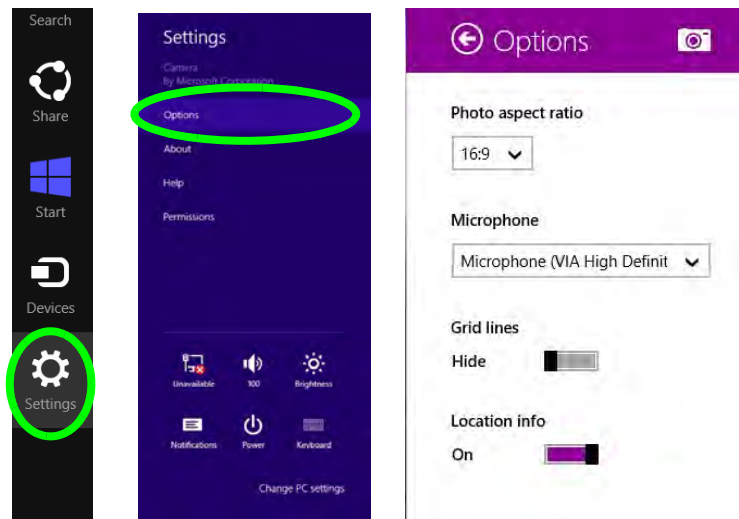 Search
Share
Start
Devices
Settings
Settings
Camera
By Microsoft Corporation
Options
About
Help
Permissions
Unavailable
100
Brightness
Notifications
Power
Keyboard
Change PC settings
Options
Photo aspect ratio
16:9
Microphone
Microphone (VIA High Definit
Grid lines
Hide
Location info
On